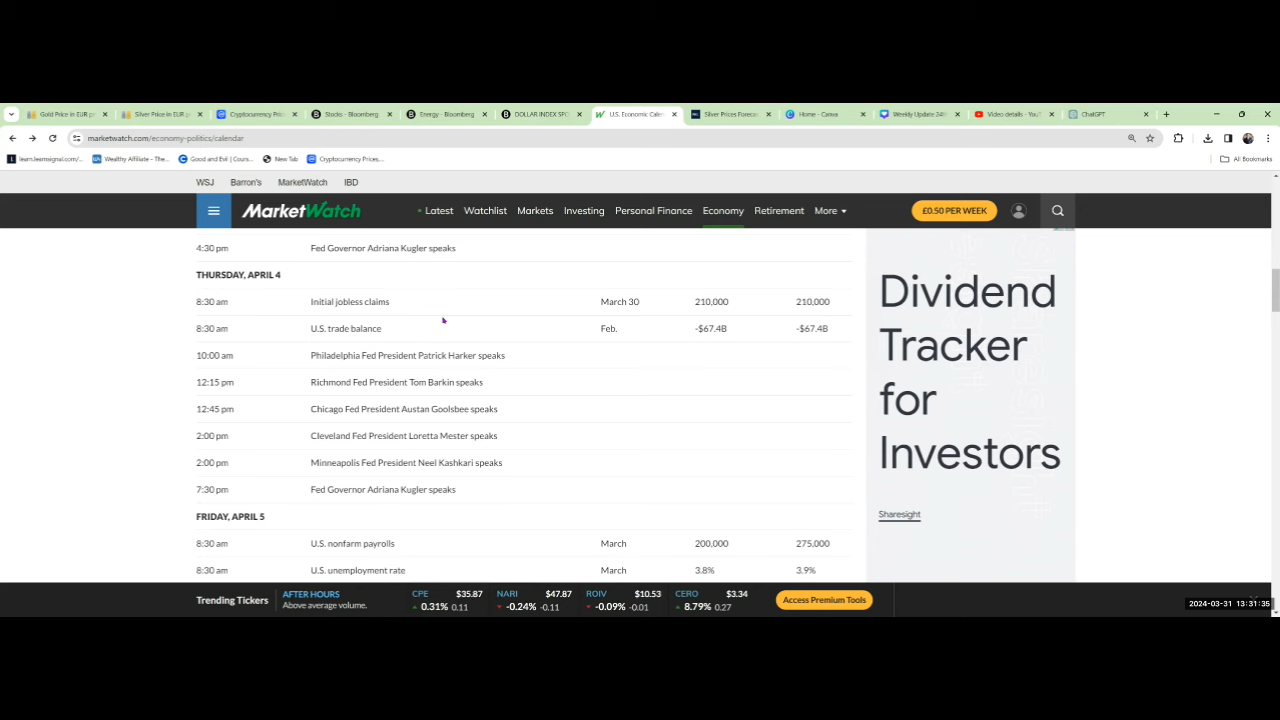 Gold Price in EUR p
Silver Price in EUR p
Cryptocurrency Pric
Stocks - Bloomberg
Energy - Bloomberg
DOLLAR INDEX SPO
U.S. Economic Calen
Silver Prices Forecas
Home - Canva
Weekly Update 24th
Video details - YouT
ChatGPT
marketwatch.com/economy-politics/calendar
learn.learnsignal.com/...
Wealthy Affiliate - The...
Good and Evil | Cours...
New Tab
Cryptocurrency Prices,...
All Bookmarks
WSJ Barron's MarketWatch IBD
MarketWatch
Latest Watchlist Markets Investing Personal Finance Economy Retirement More
£0.50 PER WEEK
4:30 pm Fed Governor Adriana Kugler speaks
THURSDAY, APRIL 4
8:30 am Initial jobless claims March 30 210,000 210,000
8:30 am U.S. trade balance Feb. -$67.4B -$67.4B
10:00 am Philadelphia Fed President Patrick Harker speaks
12:15 pm Richmond Fed President Tom Barkin speaks
12:45 pm Chicago Fed President Austan Goolsbee speaks
2:00 pm Cleveland Fed President Loretta Mester speaks
2:00 pm Minneapolis Fed President Neel Kashkari speaks
7:30 pm Fed Governor Adriana Kugler speaks
FRIDAY, APRIL 5
8:30 am U.S. nonfarm payrolls March 200,000 275,000
8:30 am U.S. unemployment rate March 3.8% 3.9%
Dividend
Tracker
for
Investors
Sharesight
Trending Tickers
AFTER HOURS
Above average volume.
CPE $35.87
0.31% 0.11
NARI $47.87
-0.24% -0.11
ROIV $10.53
-0.09% -0.01
CERO $3.34
8.79% 0.27
Access Premium Tools
2024-03-31 13:31:35